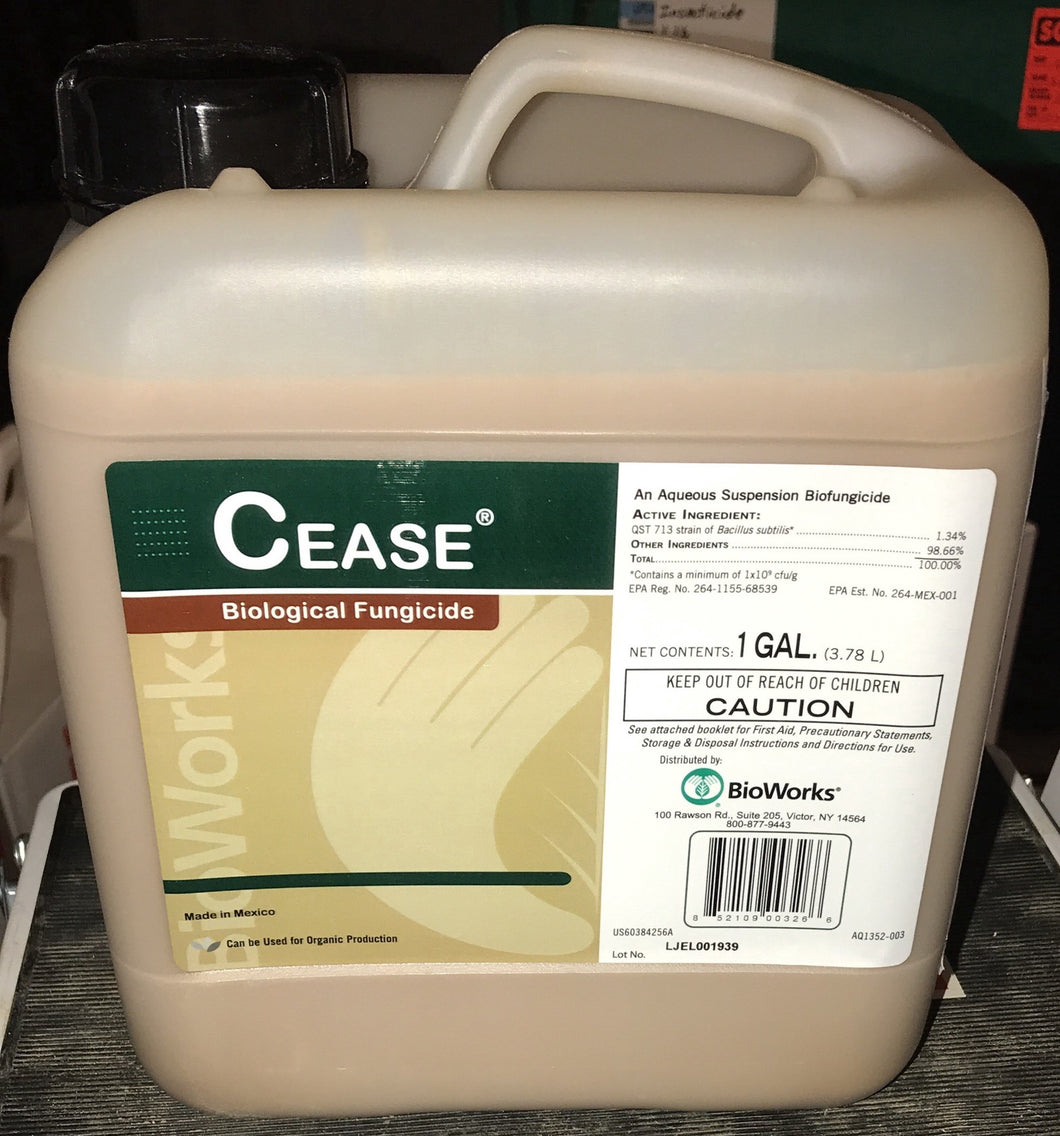 Insecticide
CEASE®
Biological Fungicide
BioWorks
Made in Mexico
Can be Used for Organic Production
An Aqueous Suspension Biofungicide
ACTIVE INGREDIENT:
QST 713 strain of Bacillus subtilis* .......... 1.34%
OTHER INGREDIENTS .......... 98.66%
TOTAL .......... 100.00%
*Contains a minimum of 1x10⁹ cfu/g
EPA Reg. No. 264-1155-68539 EPA Est. No. 264-MEX-001
NET CONTENTS: 1 GAL. (3.78 L)
KEEP OUT OF REACH OF CHILDREN
CAUTION
See attached booklet for First Aid, Precautionary Statements,
Storage & Disposal Instructions and Directions for Use.
Distributed by:
BioWorks®
100 Rawson Rd., Suite 205, Victor, NY 14564
800-877-9443
8 52109 00326 6
US60384256A AQ1352-003
Lot No. LJEL001939